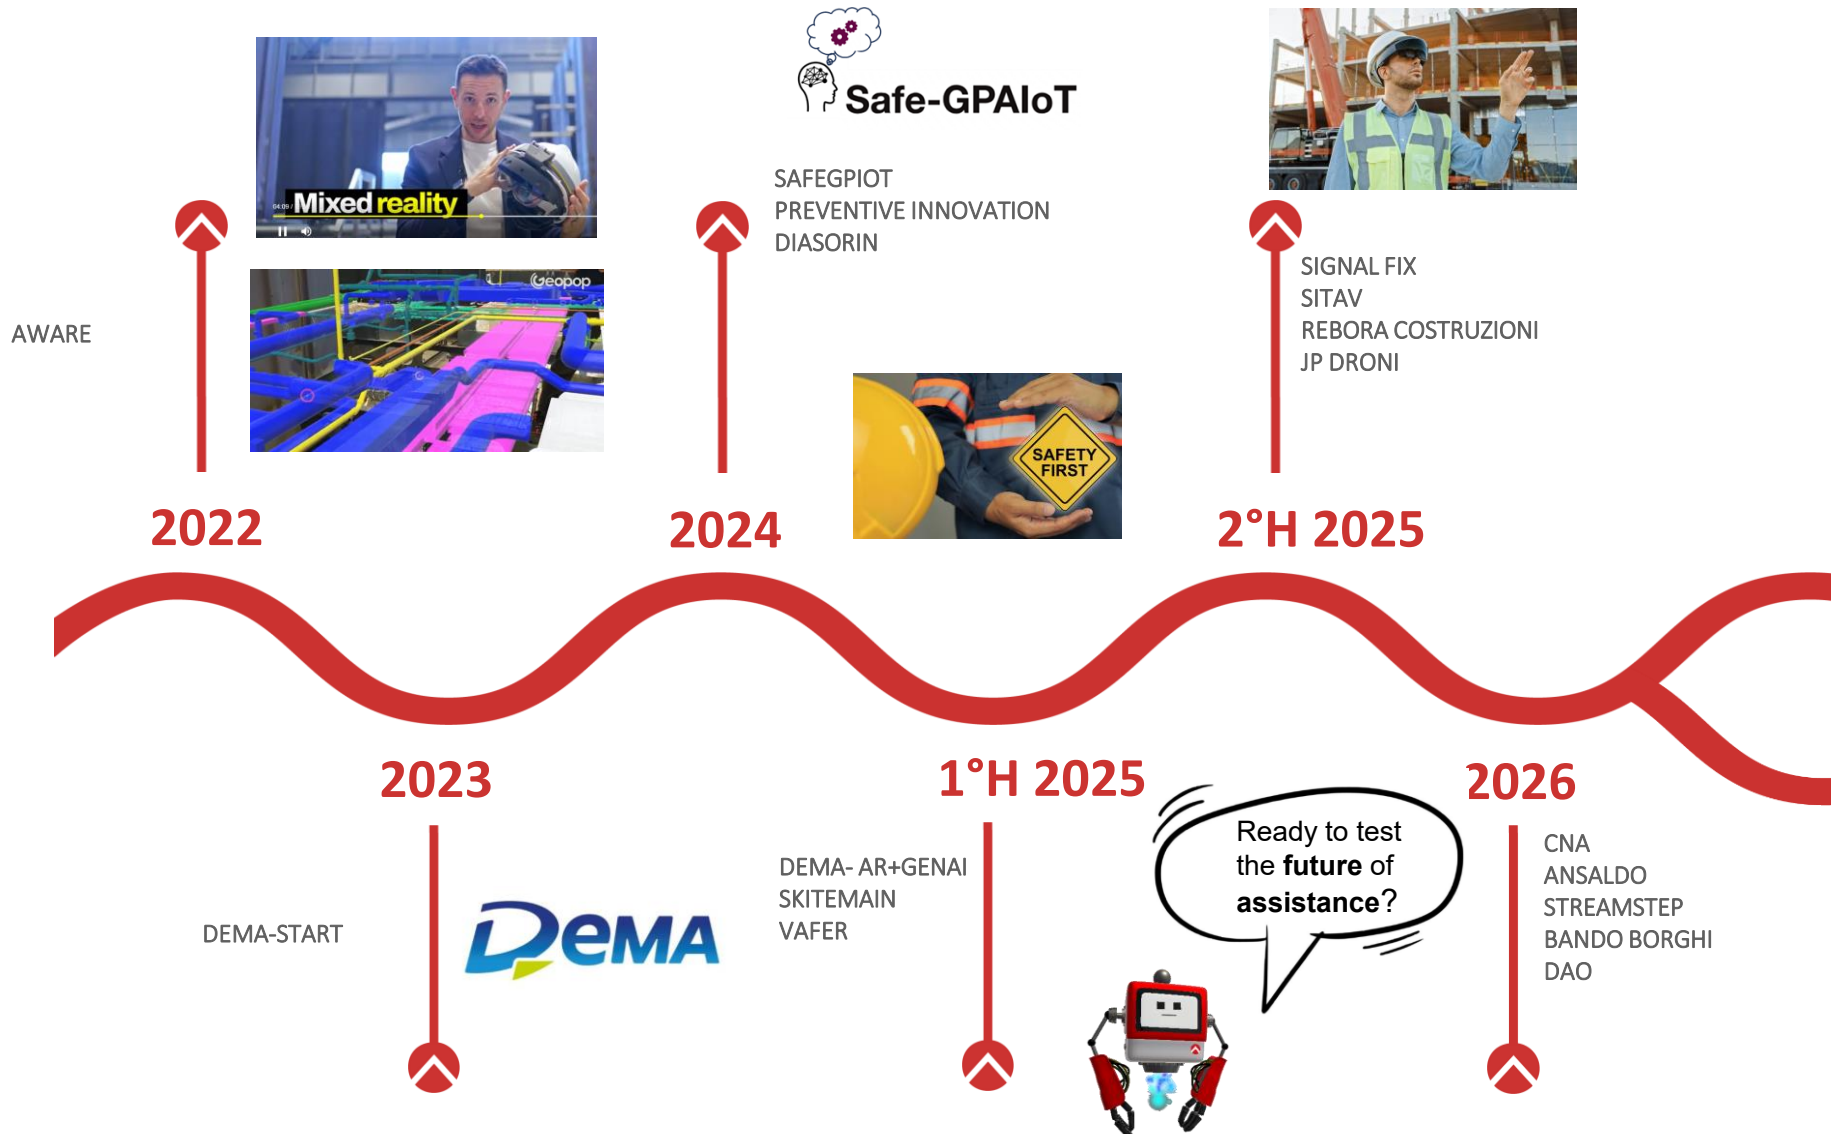 04:09 /
Mixed reality
Geopop
AWARE
2022
Safe-GPAIoT
SAFEGPIOT
PREVENTIVE INNOVATION
DIASORIN
SAFETY
FIRST
2024
SIGNAL FIX
SITAV
REBORA COSTRUZIONI
JP DRONI
2°H 2025
2023
DEMA-START
DEMA
1°H 2025
DEMA- AR+GENAI
SKITEMAIN
VAFER
Ready to test
the future of
assistance?
2026
CNA
ANSALDO
STREAMSTEP
BANDO BORGHI
DAO